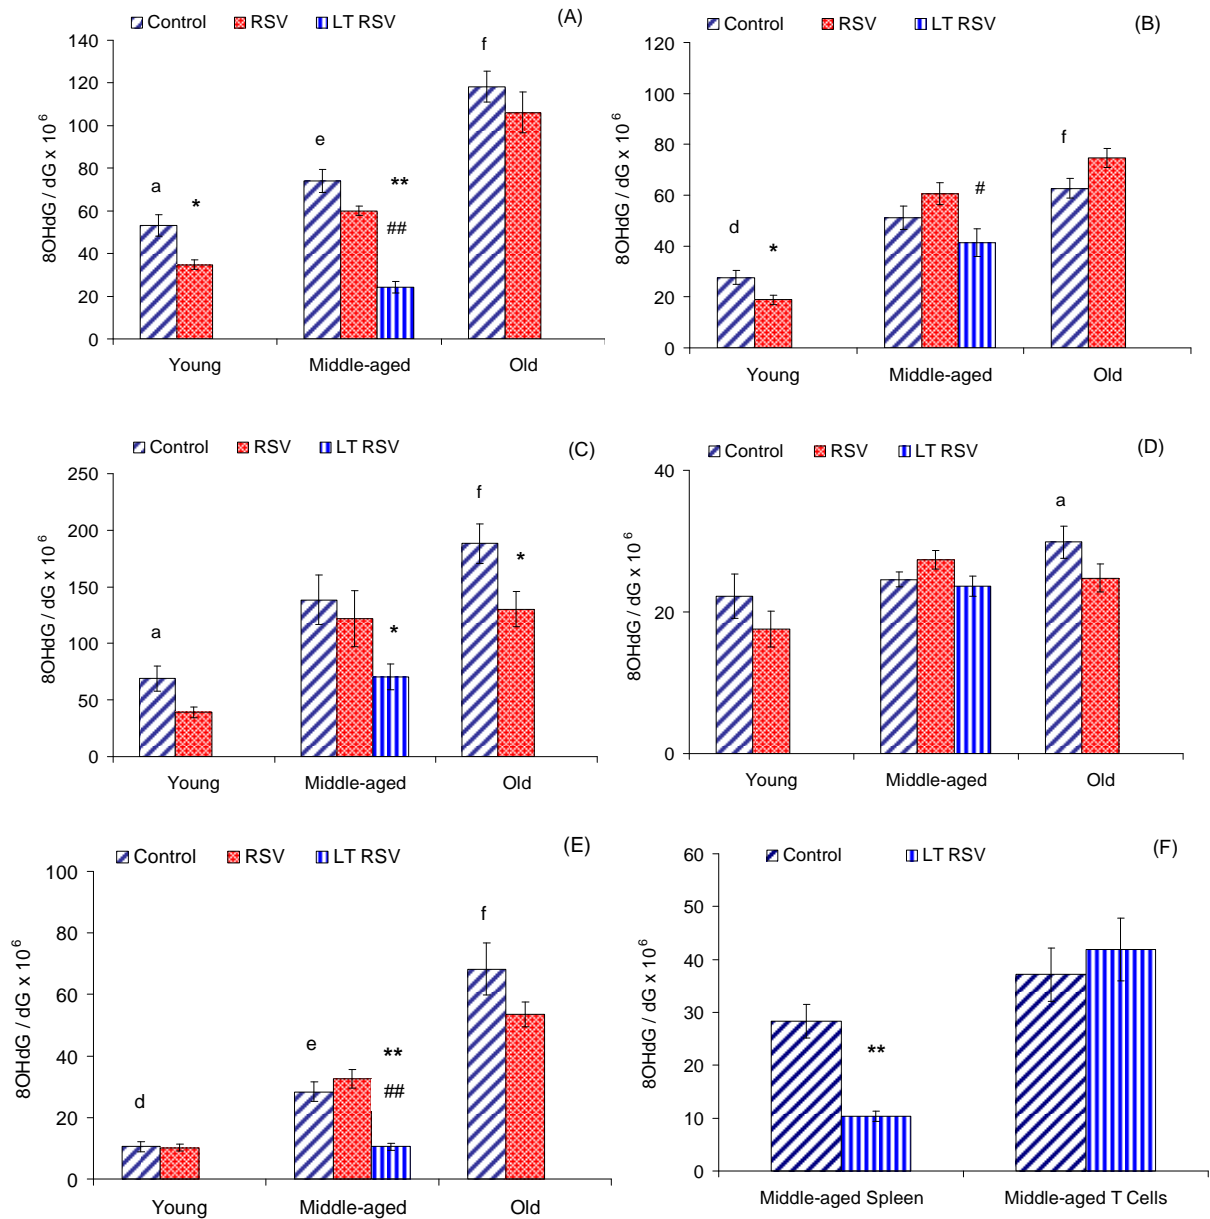 Control RSV LT RSV (A)
8OHdG / dG x 10^6
140
120
100
80
60
40
20
0
a
*
e
**
##
f
Young Middle-aged Old
Control RSV LT RSV (B)
8OHdG / dG x 10^6
120
100
80
60
40
20
0
d
*
#
f
Young Middle-aged Old
Control RSV LT RSV (C)
8OHdG / dG x 10^6
250
200
150
100
50
0
a
*
f
*
Young Middle-aged Old
Control RSV LT RSV (D)
8OHdG / dG x 10^6
40
20
0
a
Young Middle-aged Old
Control RSV LT RSV (E)
8OHdG / dG x 10^6
100
80
60
40
20
0
d
e
**
##
f
Young Middle-aged Old
Control LT RSV (F)
8OHdG / dG x 10^6
60
50
40
30
20
10
0
**
Middle-aged Spleen Middle-aged T Cells